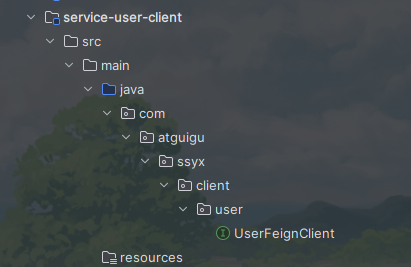 service-user-client
src
main
java
com
atguigu
ssyx
client
user
UserFeignClient
resources